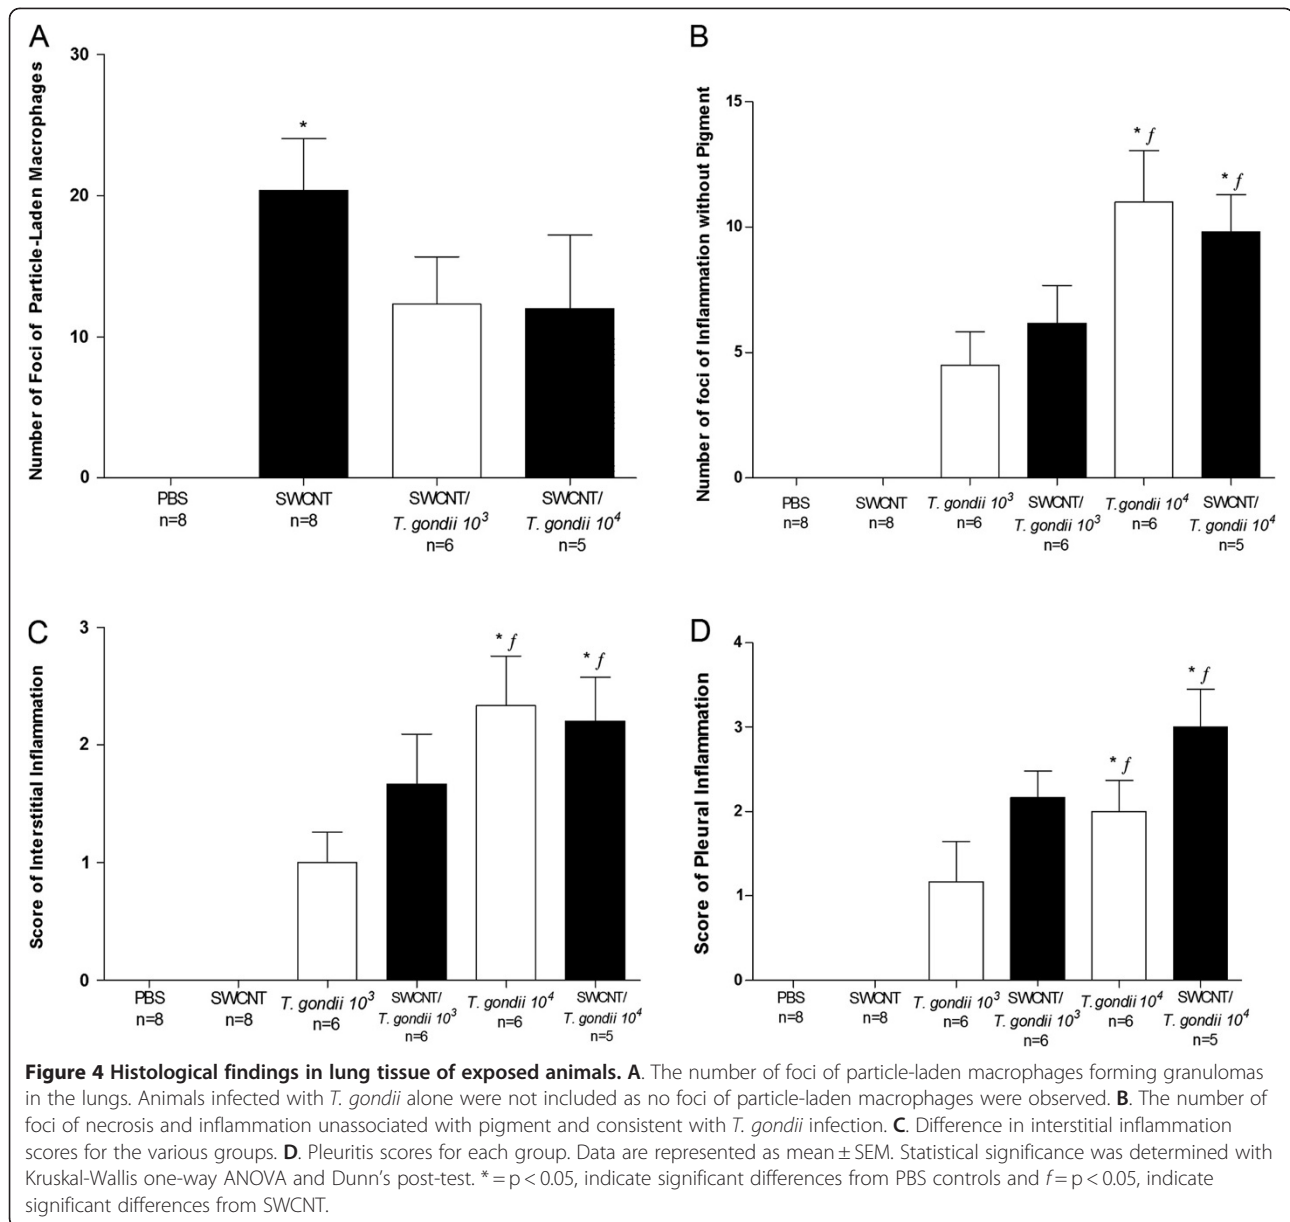 A
Number of Foci of Particle-Laden Macrophages
30
20
10
0
*
PBS
n=8
SWCNT
n=8
SWCNT/
T. gondii 10³
n=6
SWCNT/
T. gondii 10⁴
n=5
B
Number of foci of Inflammation without Pigment
15
10
5
0
* f
* f
PBS
n=8
SWCNT
n=8
T. gondii 10³
n=6
SWCNT/
T. gondii 10³
n=6
T. gondii 10⁴
n=6
SWCNT/
T. gondii 10⁴
n=5
C
Score of Interstitial Inflammation
3
2
1
0
* f
* f
PBS
n=8
SWCNT
n=8
T. gondii 10³
n=6
SWCNT/
T. gondii 10³
n=6
T. gondii 10⁴
n=6
SWCNT/
T. gondii 10⁴
n=5
D
Score of Pleural Inflammation
4
3
2
1
0
* f
* f
PBS
n=8
SWCNT
n=8
T. gondii 10³
n=6
SWCNT/
T. gondii 10³
n=6
T. gondii 10⁴
n=6
SWCNT/
T. gondii 10⁴
n=5
Figure 4 Histological findings in lung tissue of exposed animals. A. The number of foci of particle-laden macrophages forming granulomas
in the lungs. Animals infected with T. gondii alone were not included as no foci of particle-laden macrophages were observed. B. The number of
foci of necrosis and inflammation unassociated with pigment and consistent with T. gondii infection. C. Difference in interstitial inflammation
scores for the various groups. D. Pleuritis scores for each group. Data are represented as mean ± SEM. Statistical significance was determined with
Kruskal-Wallis one-way ANOVA and Dunn's post-test. * = p < 0.05, indicate significant differences from PBS controls and f = p < 0.05, indicate
significant differences from SWCNT.